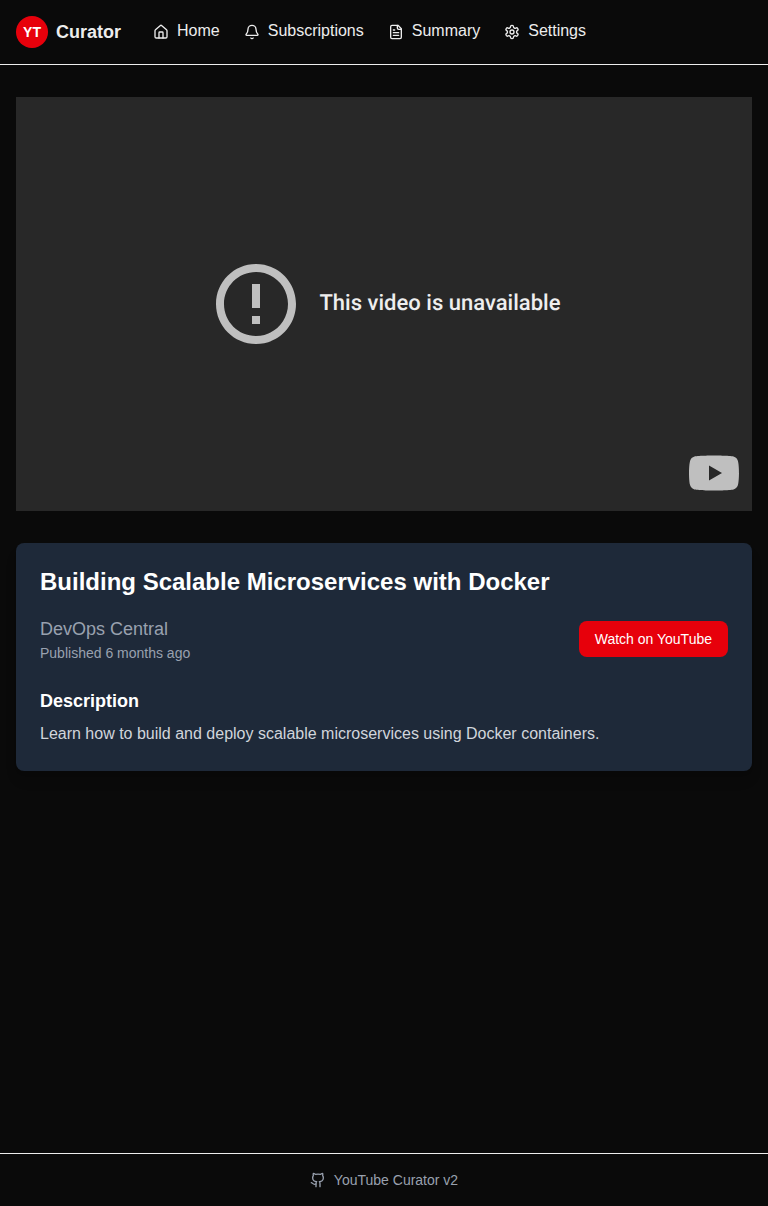 YT Curator Home Subscriptions Summary Settings
This video is unavailable
Building Scalable Microservices with Docker
DevOps Central
Published 6 months ago
Watch on YouTube
Description
Learn how to build and deploy scalable microservices using Docker containers.
YouTube Curator v2